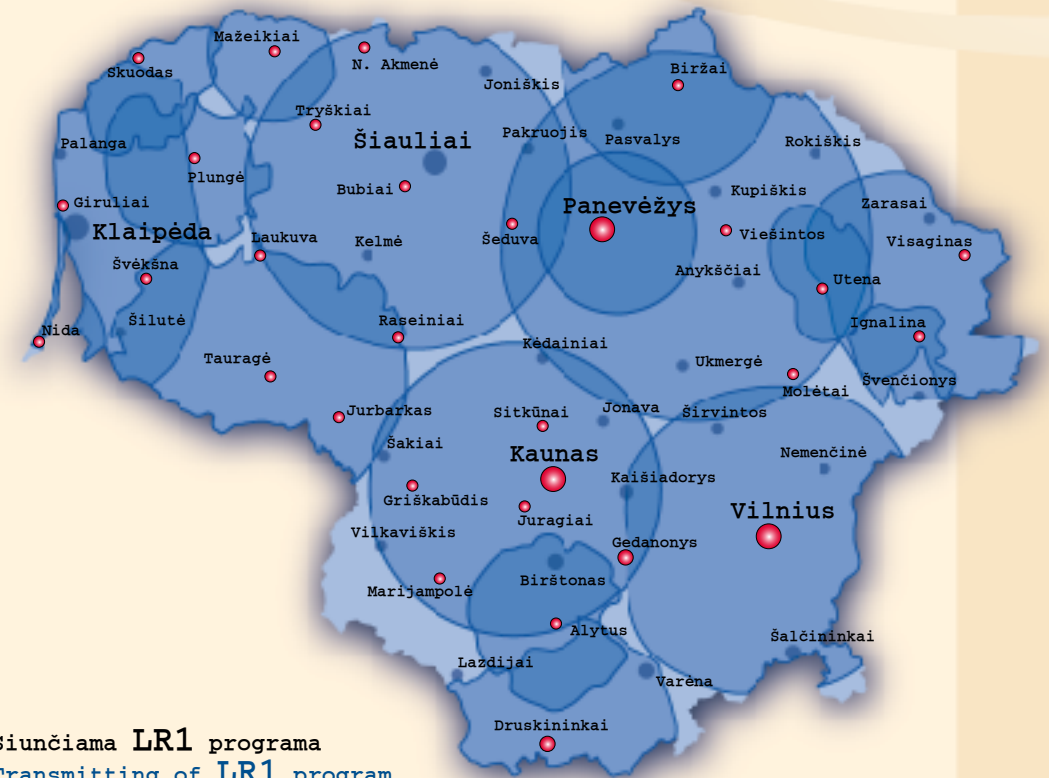 Mažeikiai
Skuodas
N. Akmenė
Biržai
Joniškis
Tryškiai
Šiauliai
Pakruojis
Pasvalys
Rokiškis
Palanga
Plungė
Bubiai
Kupiškis
Giruliai
Panevėžys
Zarasai
Klaipėda
Laukuva
Kelmė
Šeduva
Viešintos
Visaginas
Švėkšna
Anykščiai
Utena
Nida
Šilutė
Raseiniai
Ignalina
Kėdainiai
Tauragė
Ukmergė
Molėtai
Švenčionys
Jurbarkas
Sitkūnai
Jonava
Širvintos
Šakiai
Kaunas
Nemenčinė
Kaišiadorys
Griškabūdis
Juragiai
Vilnius
Vilkaviškis
Gedanonys
Marijampolė
Birštonas
Alytus
Šalčininkai
Lazdijai
Varėna
Druskininkai
Siunčiama LR1 programa
Transmitting of LR1 program